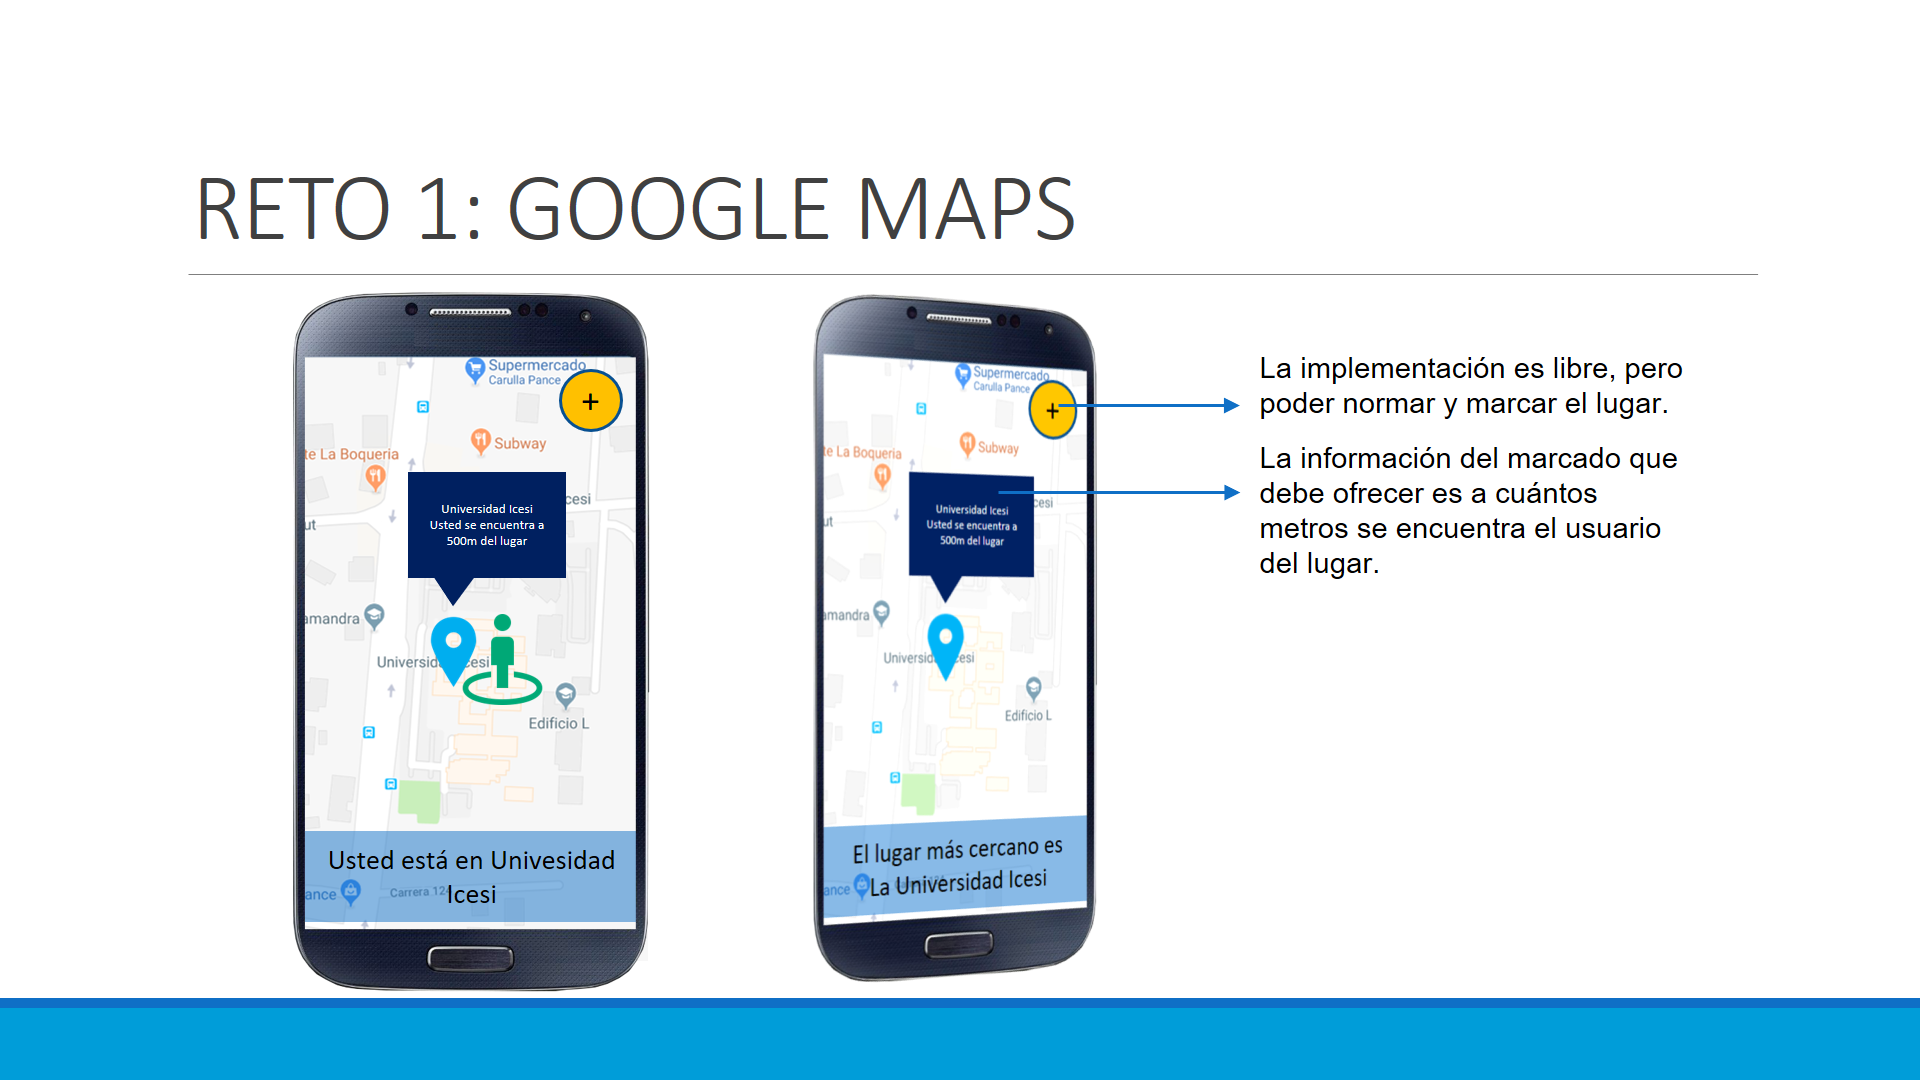 RETO 1: GOOGLE MAPS
Supermercado
Carulla Pance
+
Subway
te La Boqueria
cesi
ut
Universidad Icesi
Usted se encuentra a
500m del lugar
amandra
Universid
cesi
Edificio L
Usted está en Univesidad
Icesi
ance
Carrera 12
Supermercado
Carulla Pance
+
Subway
te La Boqueria
cesi
ut
Universidad Icesi
Usted se encuentra a
500m del lugar
amandra
Universid
esi
Edificio L
El lugar más cercano es
La Universidad Icesi
ance
La implementación es libre, pero
poder normar y marcar el lugar.
La información del marcado que
debe ofrecer es a cuántos
metros se encuentra el usuario
del lugar.